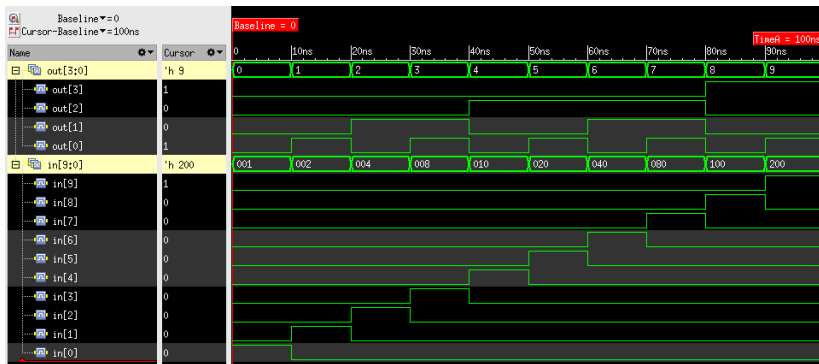 Baseline▼=0
Cursor-Baseline▼=100ns
Baseline = 0
TimeA = 100ns
Name Cursor 0 10ns 20ns 30ns 40ns 50ns 60ns 70ns 80ns 90ns
out[3:0] 'h 9 0 1 2 3 4 5 6 7 8 9
out[3] 1
out[2] 0
out[1] 0
out[0] 1
in[9:0] 'h 200 001 002 004 008 010 020 040 080 100 200
in[9] 1
in[8] 0
in[7] 0
in[6] 0
in[5] 0
in[4] 0
in[3] 0
in[2] 0
in[1] 0
in[0] 0